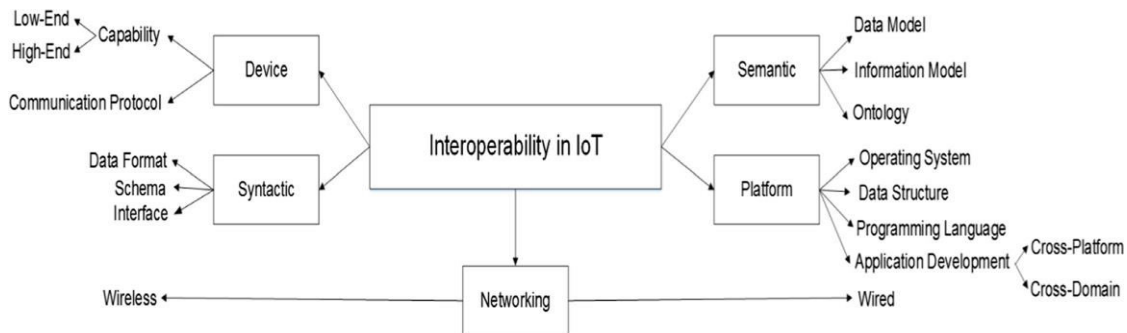 Low-End
High-End
Capability
Device
Communication Protocol
Data Format
Schema
Interface
Syntactic
Interoperability in IoT
Semantic
Data Model
Information Model
Ontology
Platform
Operating System
Data Structure
Programming Language
Application Development
Cross-Platform
Cross-Domain
Wireless
Networking
Wired